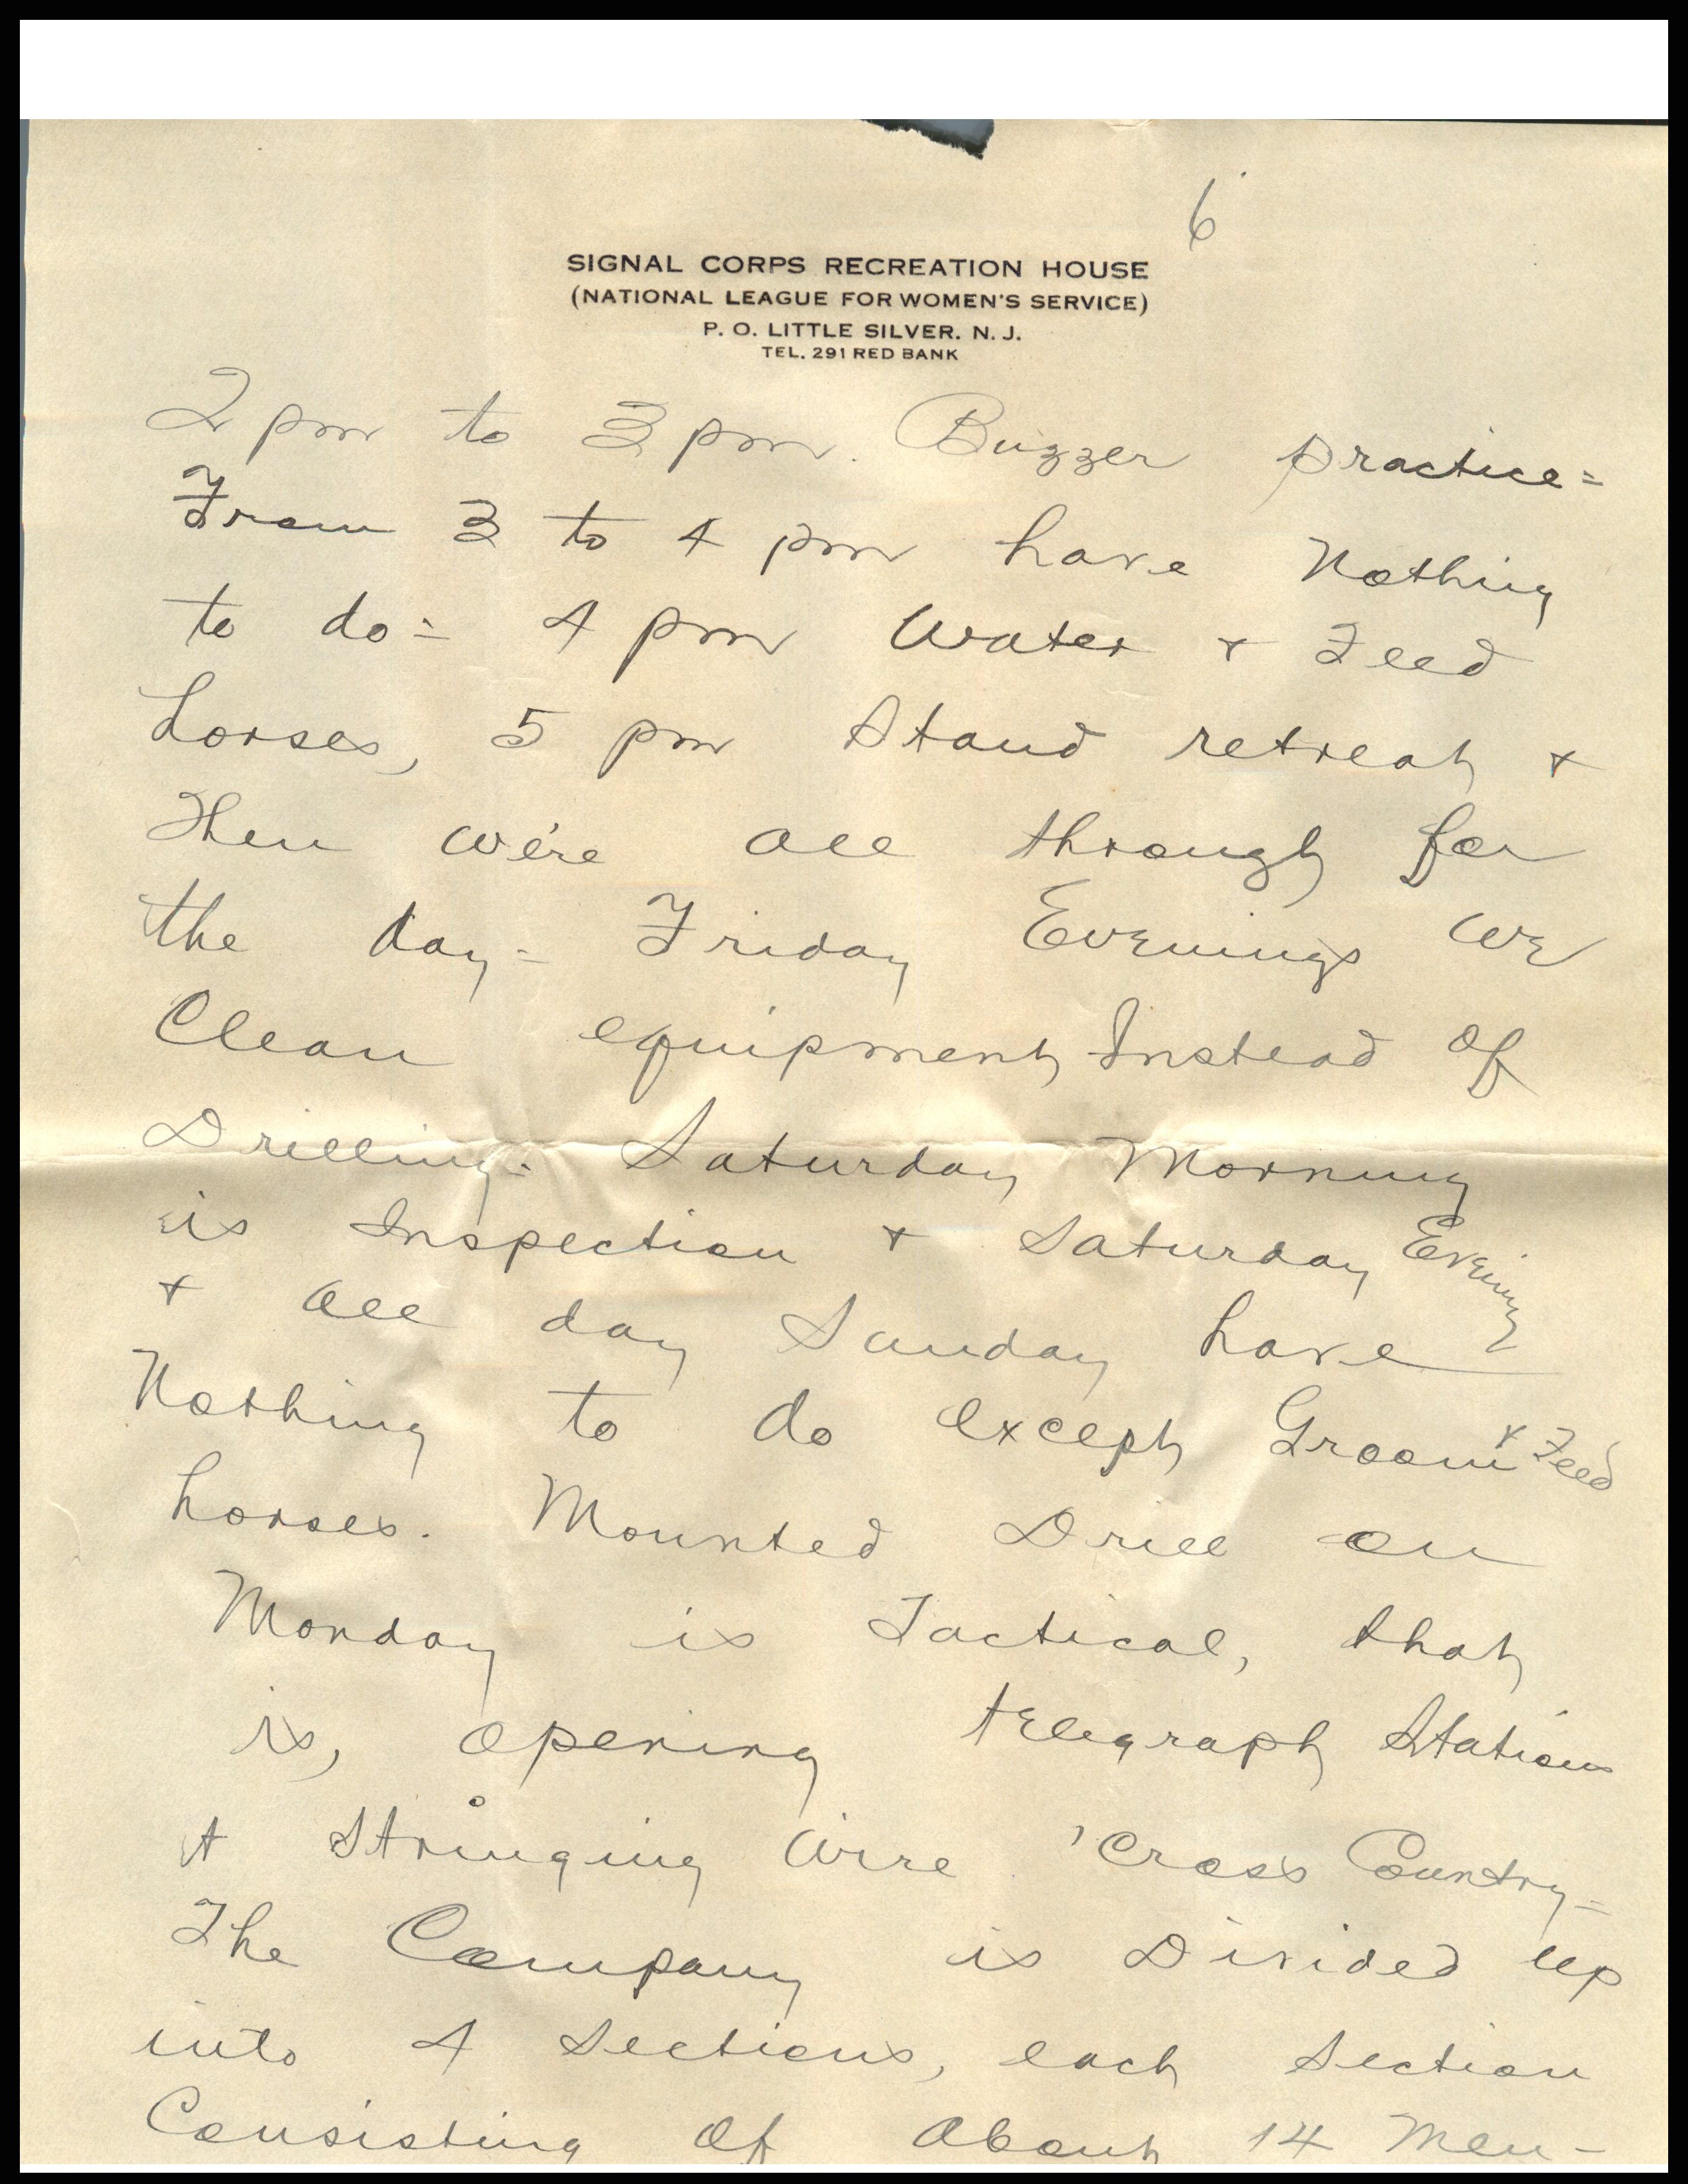 6
SIGNAL CORPS RECREATION HOUSE
(NATIONAL LEAGUE FOR WOMEN'S SERVICE)
P. O. LITTLE SILVER. N. J.
TEL. 291 RED BANK
2 pm to 3 pm. Buzzer practice=
From 3 to 4 pm have Nothing
to do= 4 pm Water + Feed
horses, 5 pm Stand retreat +
Then we're all through for
the day= Friday Evenings we
Clean equipment Instead of
Drilling= Saturday Morning
is Inspection + Saturday Evening
+ all day Sunday have
Nothing to do except Groom + Feed
horses. Mounted Drill on
Monday is Tactical, that
is, opening telegraph Stations
+ Stringing Wire 'Cross Country=
The Company is Divided up
into 4 Sections, each Section
Consisting of About 14 Men-